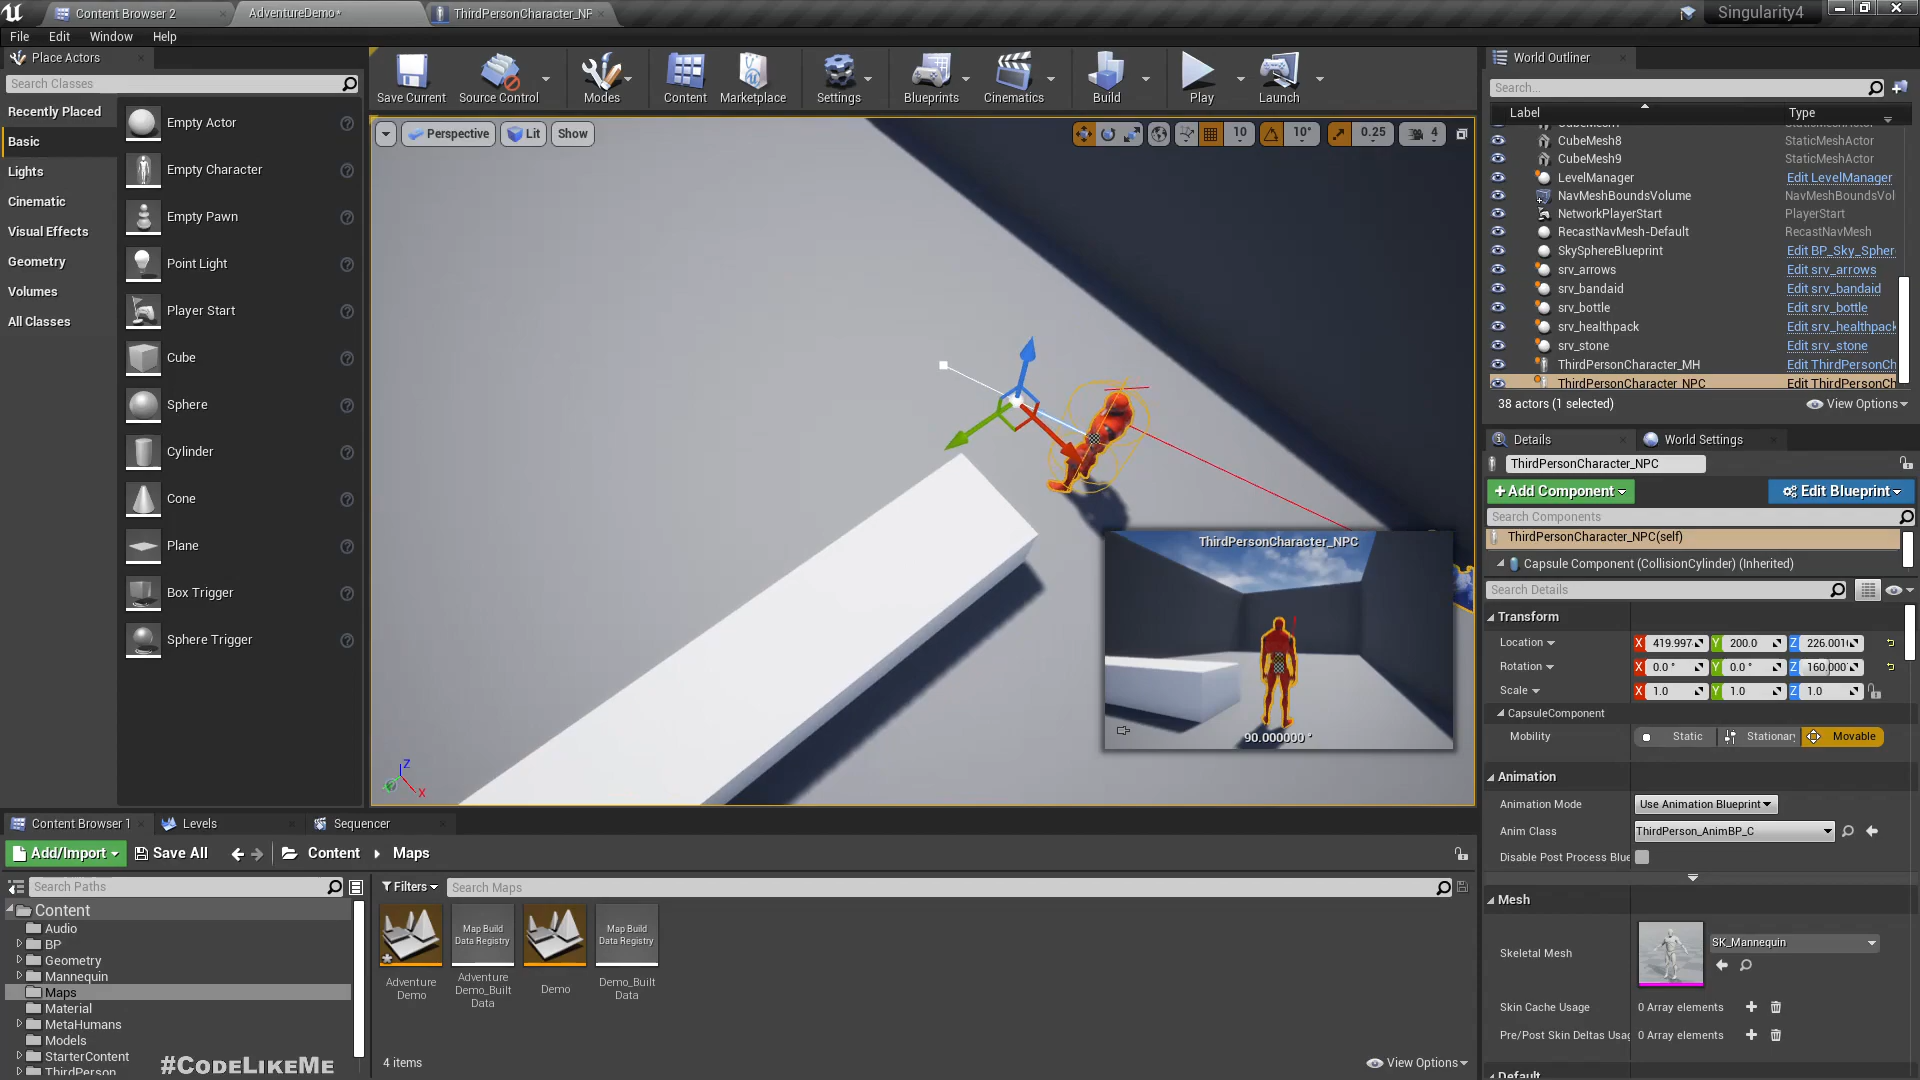 Content Browser 2
AdventureDemo*
ThirdPersonCharacter_NP
Singularity4
File
Edit
Window
Help
Place Actors
Search Classes
Recently Placed
Basic
Lights
Cinematic
Visual Effects
Geometry
Volumes
All Classes
Empty Actor
Empty Character
Empty Pawn
Point Light
Player Start
Cube
Sphere
Cylinder
Cone
Plane
Box Trigger
Sphere Trigger
Save Current
Source Control
Modes
Content
Marketplace
Settings
Blueprints
Cinematics
Build
Play
Launch
Perspective
Lit
Show
10
10°
0.25
4
ThirdPersonCharacter_NPC
90.000000 °
Z
X
World Outliner
Search...
Label
Type
CubeMesh8
StaticMeshActor
CubeMesh9
StaticMeshActor
LevelManager
Edit LevelManager
NavMeshBoundsVolume
NavMeshBoundsVol
NetworkPlayerStart
PlayerStart
RecastNavMesh-Default
RecastNavMesh
SkySphereBlueprint
Edit BP_Sky_Spher
srv_arrows
Edit srv_arrows
srv_bandaid
Edit srv_bandaid
srv_bottle
Edit srv_bottle
srv_healthpack
Edit srv_healthpack
srv_stone
Edit srv_stone
ThirdPersonCharacter_MH
Edit ThirdPersonCh
ThirdPersonCharacter_NPC
Edit ThirdPersonCh
38 actors (1 selected)
View Options
Details
World Settings
ThirdPersonCharacter_NPC
+Add Component
Edit Blueprint
Search Components
ThirdPersonCharacter_NPC(self)
Capsule Component (CollisionCylinder) (Inherited)
Search Details
Transform
Location
X 419.997 Y 200.0 Z 226.001
Rotation
X 0.0 ° Y 0.0 ° Z 160.000
Scale
X 1.0 Y 1.0 Z 1.0
CapsuleComponent
Mobility
Static
Stationar
Movable
Animation
Animation Mode
Use Animation Blueprint
Anim Class
ThirdPerson_AnimBP_C
Disable Post Process Blue
Mesh
Skeletal Mesh
SK_Mannequin
Skin Cache Usage
0 Array elements
Pre/Post Skin Deltas Usag
0 Array elements
Default
Content Browser 1
Levels
Sequencer
Add/Import
Save All
Content
Maps
Search Paths
Filters
Search Maps
Content
Audio
BP
Geometry
Mannequin
Maps
Material
MetaHumans
Models
StarterContent
ThirdPerson
Map Build
Data Registry
Map Build
Data Registry
Adventure
Demo
Adventure
Demo_Built
Data
Demo
Demo_Built
Data
4 items
View Options
#CodeLikeMe